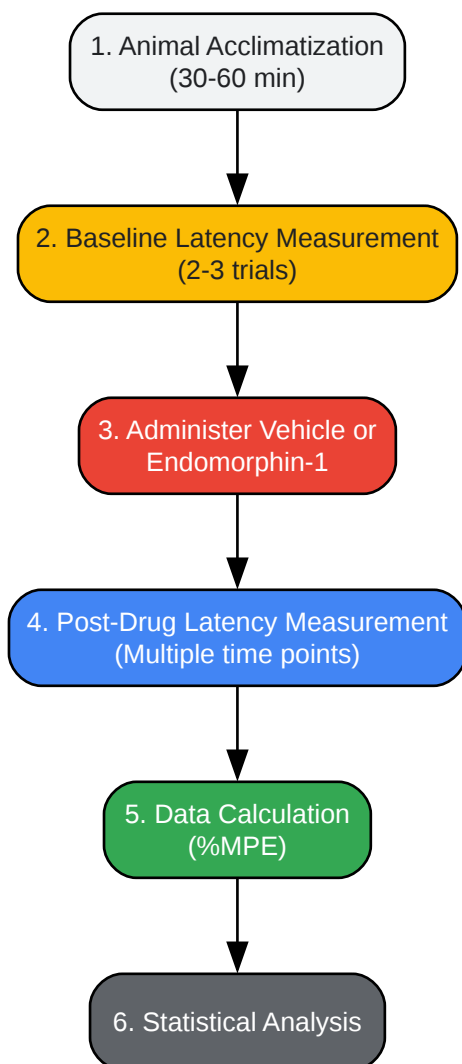 1. Animal Acclimatization
(30-60 min)
2. Baseline Latency Measurement
(2-3 trials)
3. Administer Vehicle or
Endomorphin-1
4. Post-Drug Latency Measurement
(Multiple time points)
5. Data Calculation
(%MPE)
6. Statistical Analysis